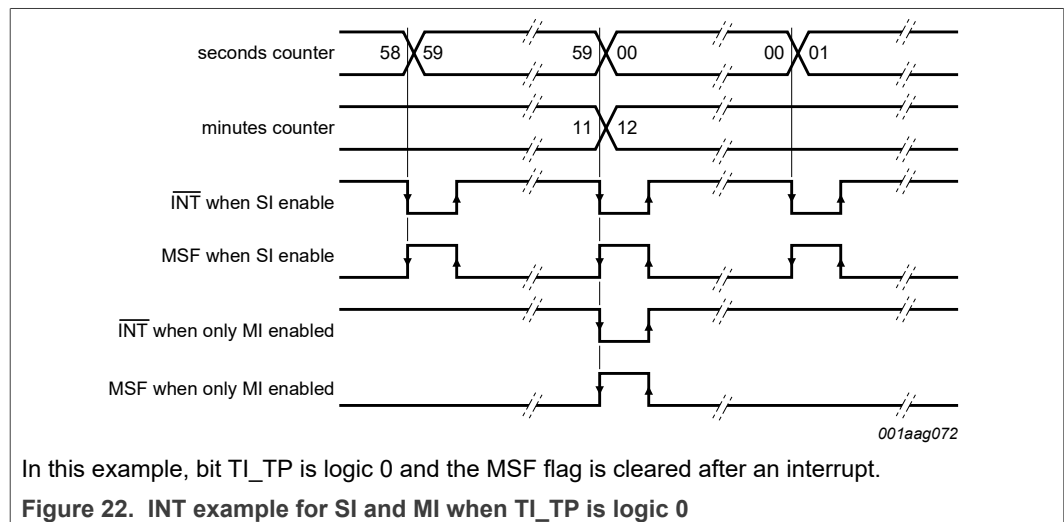 seconds counter 58 59 59 00 00 01
minutes counter 11 12
INT when SI enable
MSF when SI enable
INT when only MI enabled
MSF when only MI enabled
001aag072
In this example, bit TI_TP is logic 0 and the MSF flag is cleared after an interrupt.
Figure 22. INT example for SI and MI when TI_TP is logic 0